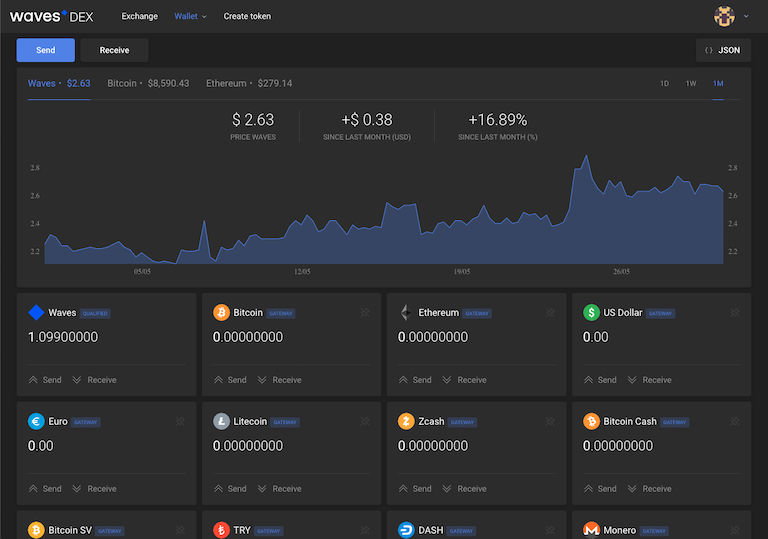 waves DEX Exchange Wallet Create token
Send Receive {} JSON
Waves • $2.63 Bitcoin • $8,590.43 Ethereum • $279.14 1D 1W 1M
$ 2.63 +$ 0.38 +16.89%
PRICE WAVES SINCE LAST MONTH (USD) SINCE LAST MONTH (%)
2.8 2.8
2.6 2.6
2.4 2.4
2.2 2.2
05/05 12/05 19/05 26/05
Waves QUALIFIED Bitcoin GATEWAY Ethereum GATEWAY US Dollar GATEWAY
1.09900000 0.00000000 0.00000000 0.00
Send Receive Send Receive Send Receive Send Receive
Euro GATEWAY Litecoin GATEWAY Zcash GATEWAY Bitcoin Cash GATEWAY
0.00 0.00000000 0.00000000 0.00000000
Send Receive Send Receive Send Receive Send Receive
Bitcoin SV GATEWAY TRY GATEWAY DASH GATEWAY Monero GATEWAY